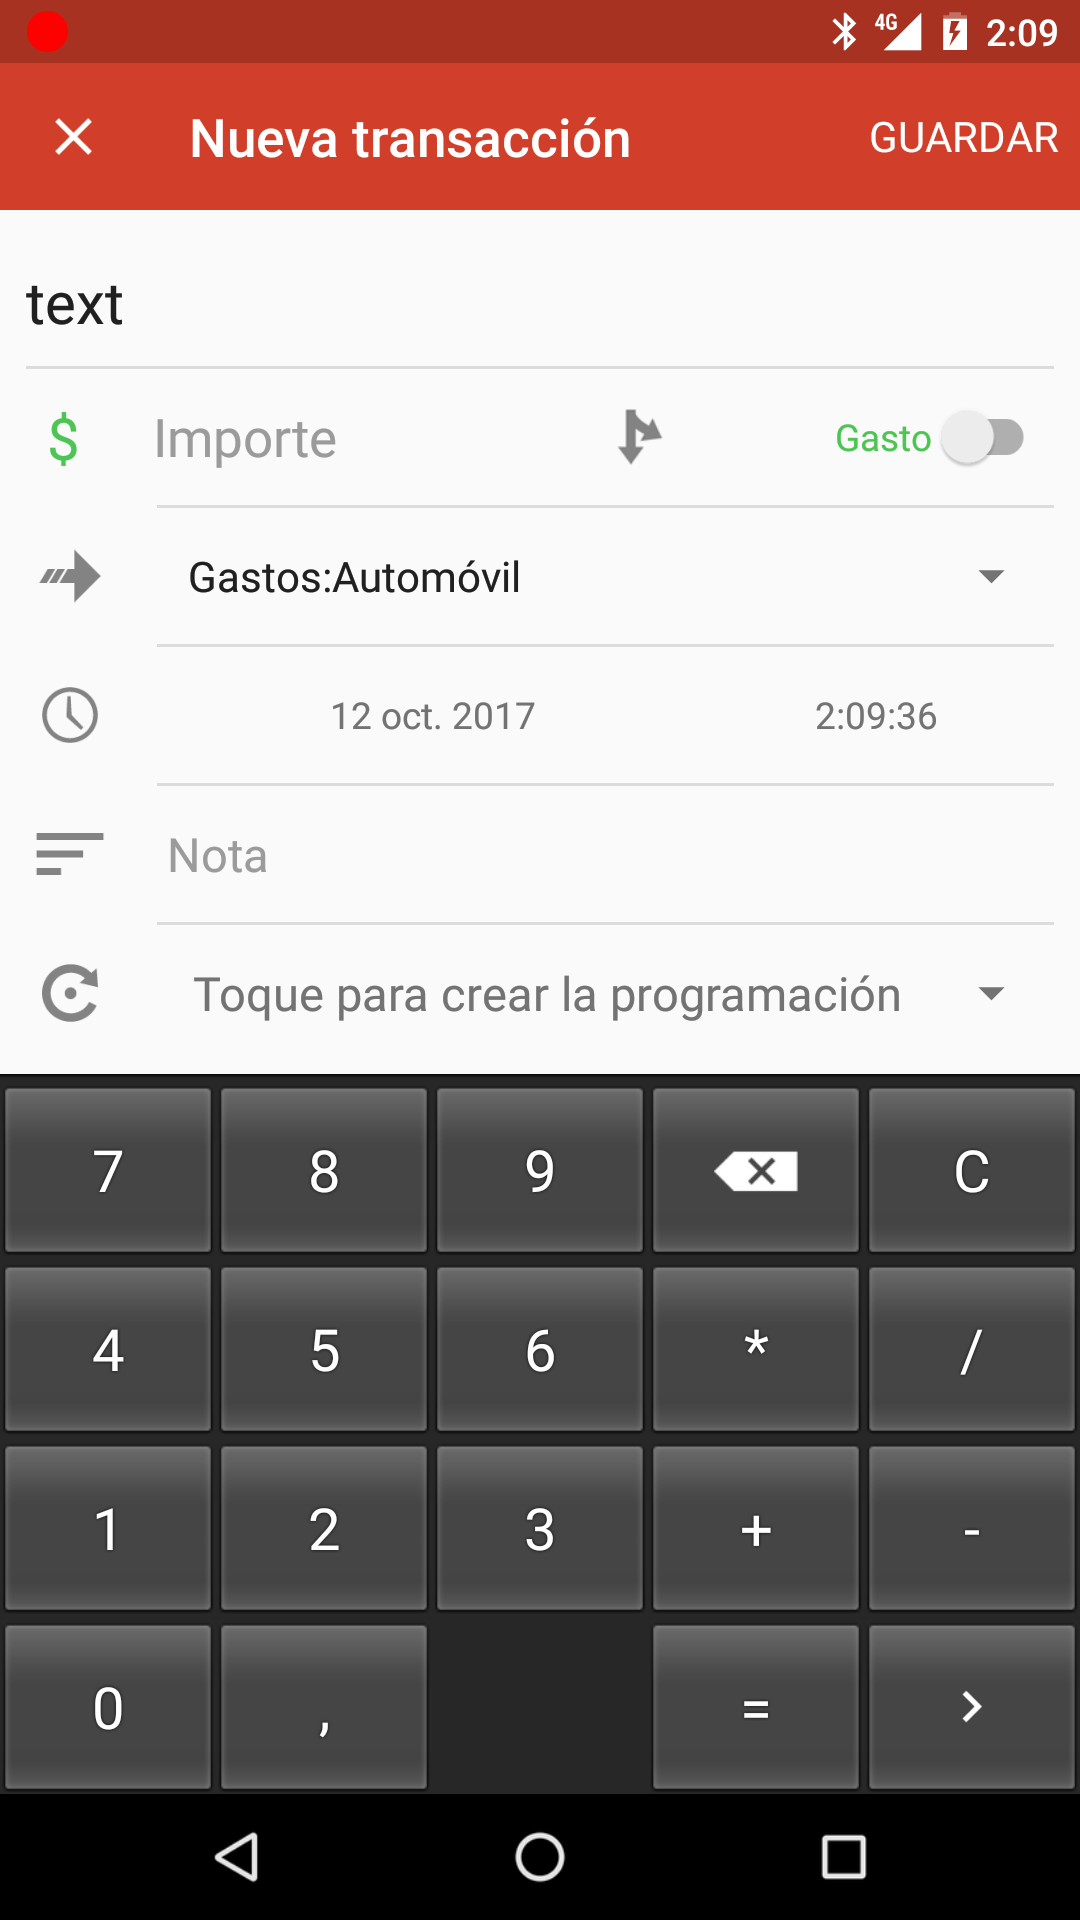 4G 2:09
Nueva transacción GUARDAR
text
$ Importe Gasto
Gastos:Automóvil
12 oct. 2017 2:09:36
Nota
Toque para crear la programación
7 8 9 C
4 5 6 * /
1 2 3 + -
0 , = >